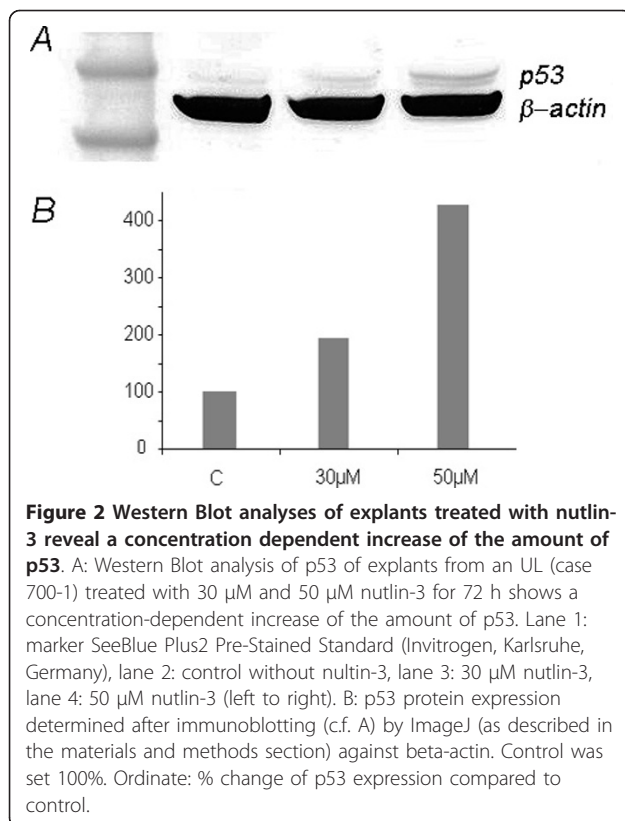 A
p53
β–actin
B
400
300
200
100
0
C
30µM
50µM
Figure 2 Western Blot analyses of explants treated with nutlin-
3 reveal a concentration dependent increase of the amount of
p53. A: Western Blot analysis of p53 of explants from an UL (case
700-1) treated with 30 μM and 50 μM nutlin-3 for 72 h shows a
concentration-dependent increase of the amount of p53. Lane 1:
marker SeeBlue Plus2 Pre-Stained Standard (Invitrogen, Karlsruhe,
Germany), lane 2: control without nultin-3, lane 3: 30 μM nutlin-3,
lane 4: 50 μM nutlin-3 (left to right). B: p53 protein expression
determined after immunoblotting (c.f. A) by ImageJ (as described in
the materials and methods section) against beta-actin. Control was
set 100%. Ordinate: % change of p53 expression compared to
control.